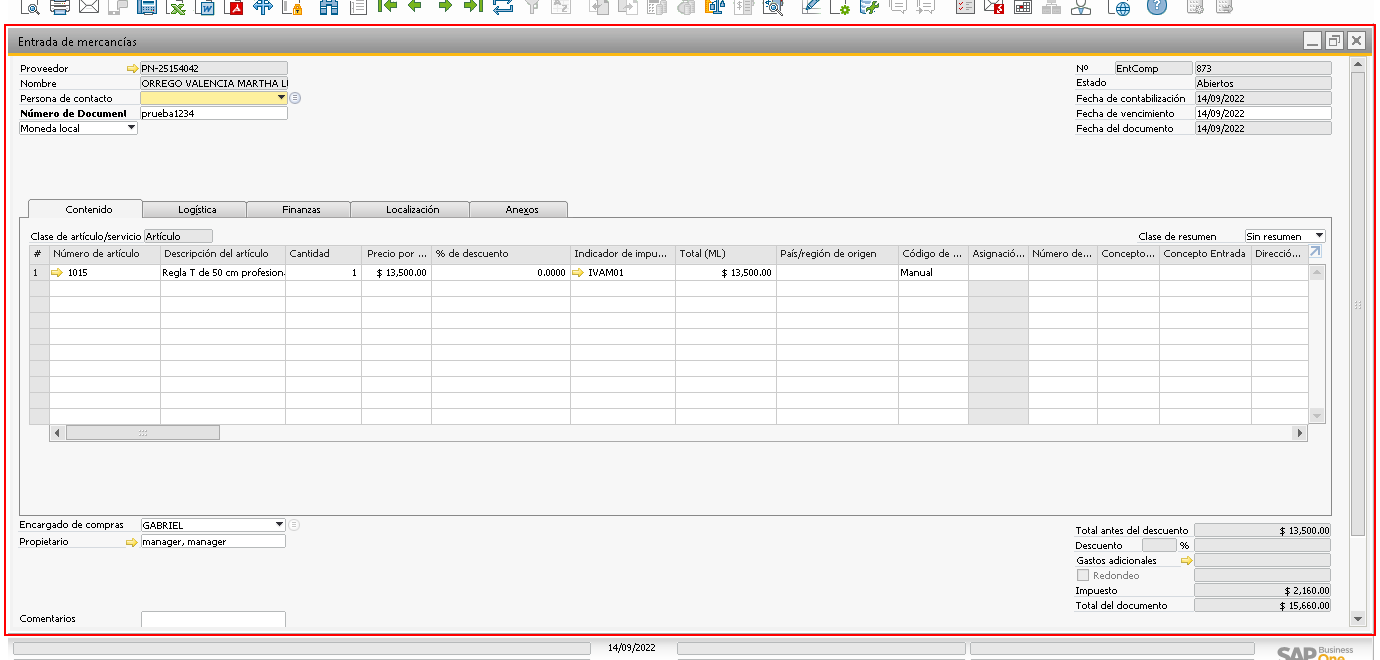 Entrada de mercancías
Proveedor PN-25154042
Nombre ORREGO VALENCIA MARTHA L
Persona de contacto
Número de Document prueba1234
Moneda local
Nº EntComp 873
Estado Abiertos
Fecha de contabilización 14/09/2022
Fecha de vencimiento 14/09/2022
Fecha del documento 14/09/2022
Contenido Logística Finanzas Localización Anexos
Clase de artículo/servicio Artículo
Clase de resumen Sin resumen
# Número de artículo Descripción del artículo Cantidad Precio por ... % de descuento Indicador de impu... Total (ML) País/región de origen Código de ... Asignació... Número de... Concepto... Concepto Entrada Direcció...
1 1015 Regla T de 50 cm profesion 1 $ 13,500.00 0.0000 IVAM01 $ 13,500.00 Manual
Encargado de compras GABRIEL
Propietario manager, manager
Comentarios
Total antes del descuento $ 13,500.00
Descuento %
Gastos adicionales
Redondeo
Impuesto $ 2,160.00
Total del documento $ 15,660.00
14/09/2022
SAP Business
One